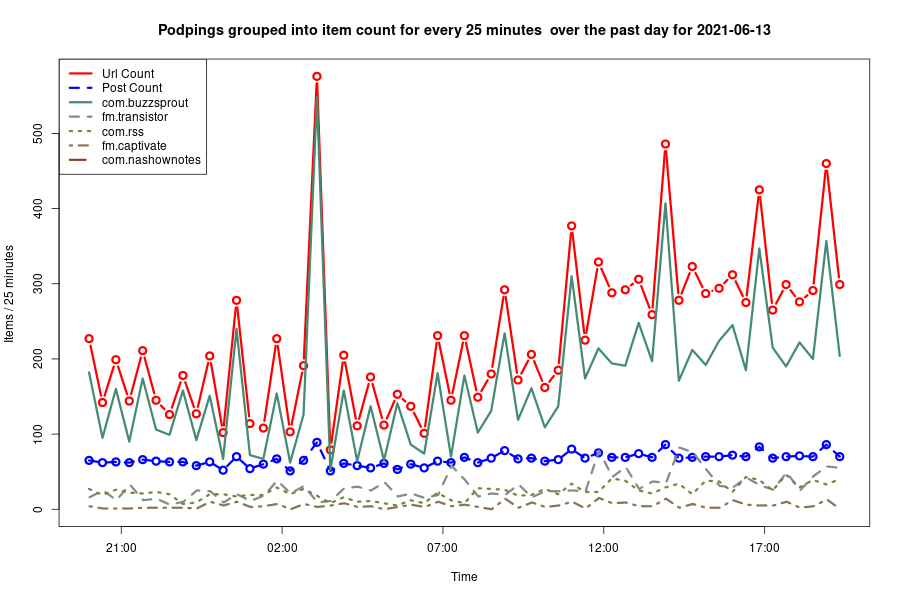 Podpings grouped into item count for every 25 minutes  over the past day for 2021-06-13
Url Count
Post Count
com.buzzsprout
fm.transistor
com.rss
fm.captivate
com.nashownotes
Items / 25 minutes
500
400
300
200
100
0
21:00 02:00 07:00 12:00 17:00
Time